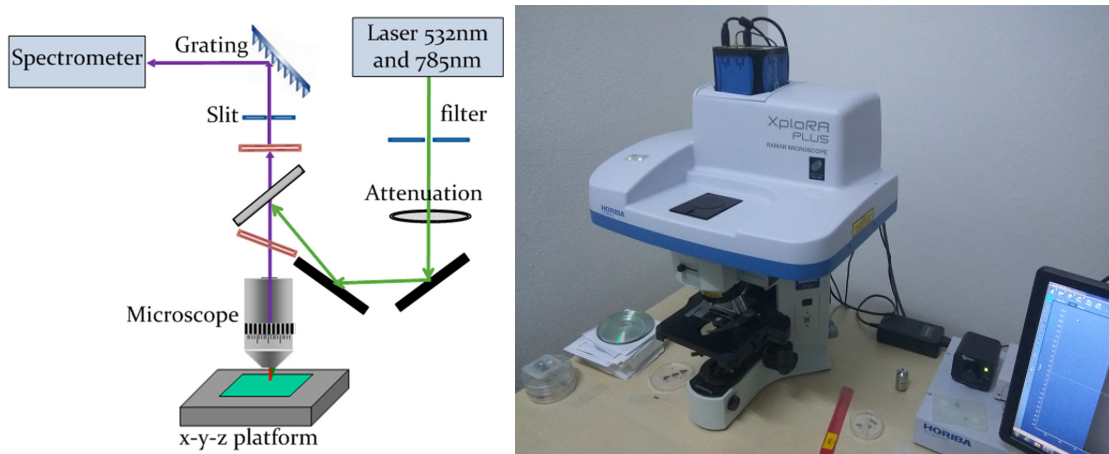 Grating
Spectrometer
Laser 532nm
and 785nm
Slit
filter
Attenuation
Microscope
x-y-z platform
XploRA
PLUS
RAMAN MICROSCOPE
HORIBA
HORIBA